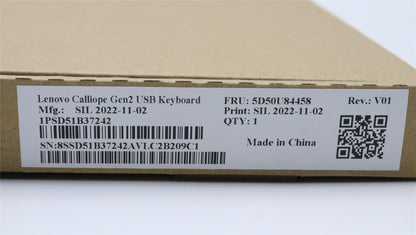 Lenovo Calliope Gen2 USB Keyboard FRU: 5D50U84458 Rev.: V01
Mfg.: SIL 2022-11-02 Print: SIL 2022-11-02
1PSD51B37242 QTY: 1
Made in China
SN:8SSD51B37242AVLC2B209C1